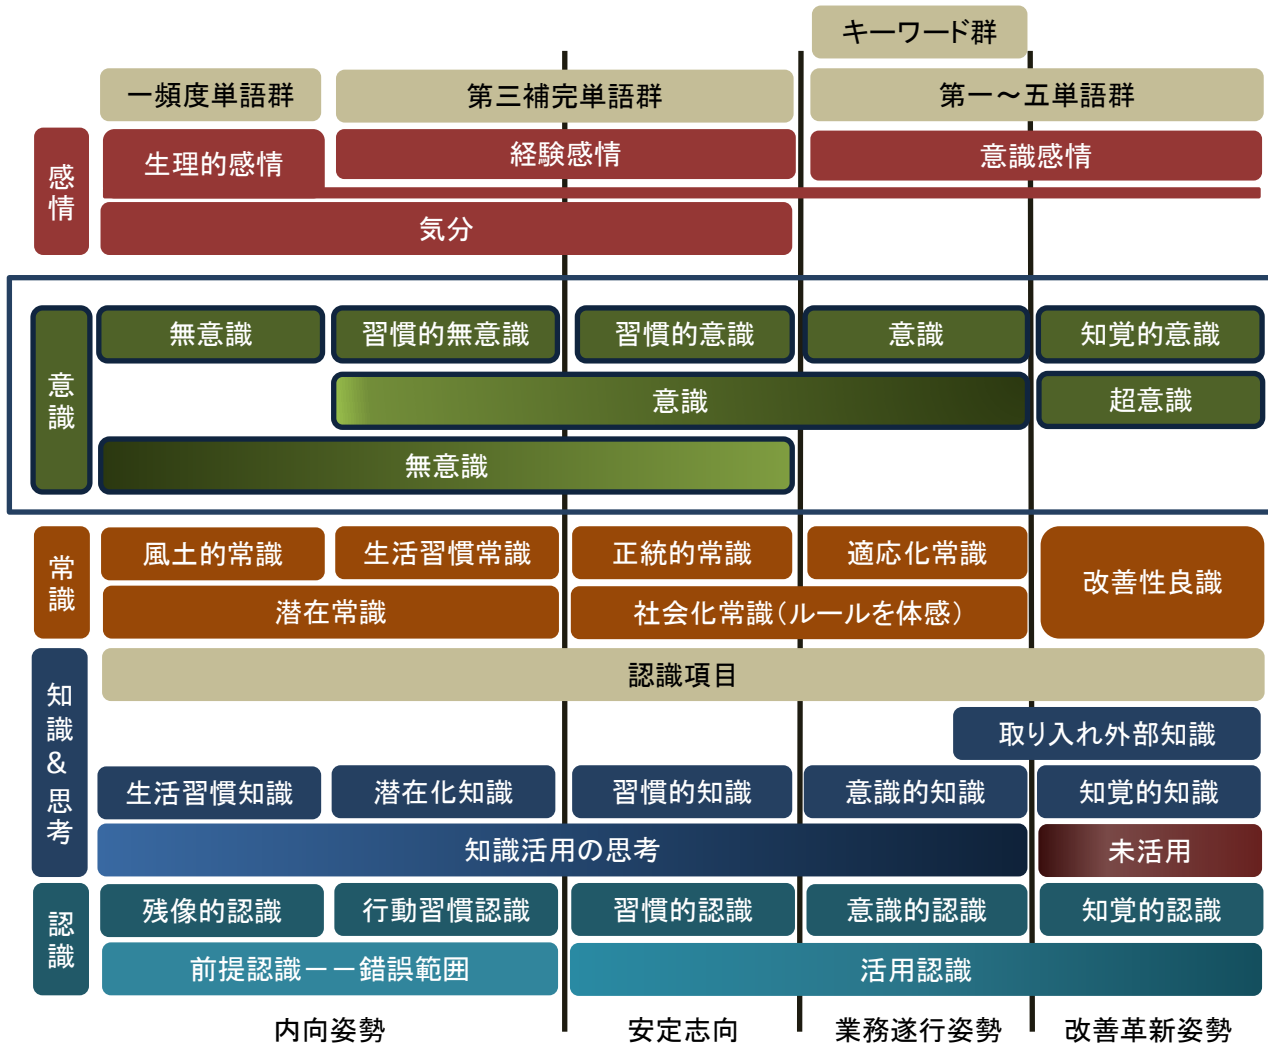 キーワード群
一頻度単語群
第三補完単語群
第一～五単語群
感情
生理的感情
経験感情
意識感情
気分
意識
無意識
習慣的無意識
習慣的意識
意識
知覚的意識
意識
超意識
無意識
常識
風土的常識
生活習慣常識
正統的常識
適応化常識
改善性良識
潜在常識
社会化常識（ルールを体感）
知識&思考
認識項目
取り入れ外部知識
生活習慣知識
潜在化知識
習慣的知識
意識的知識
知覚的知識
知識活用の思考
未活用
認識
残像的認識
行動習慣認識
習慣的認識
意識的認識
知覚的認識
前提認識－－錯誤範囲
活用認識
内向姿勢
安定志向
業務遂行姿勢
改善革新姿勢